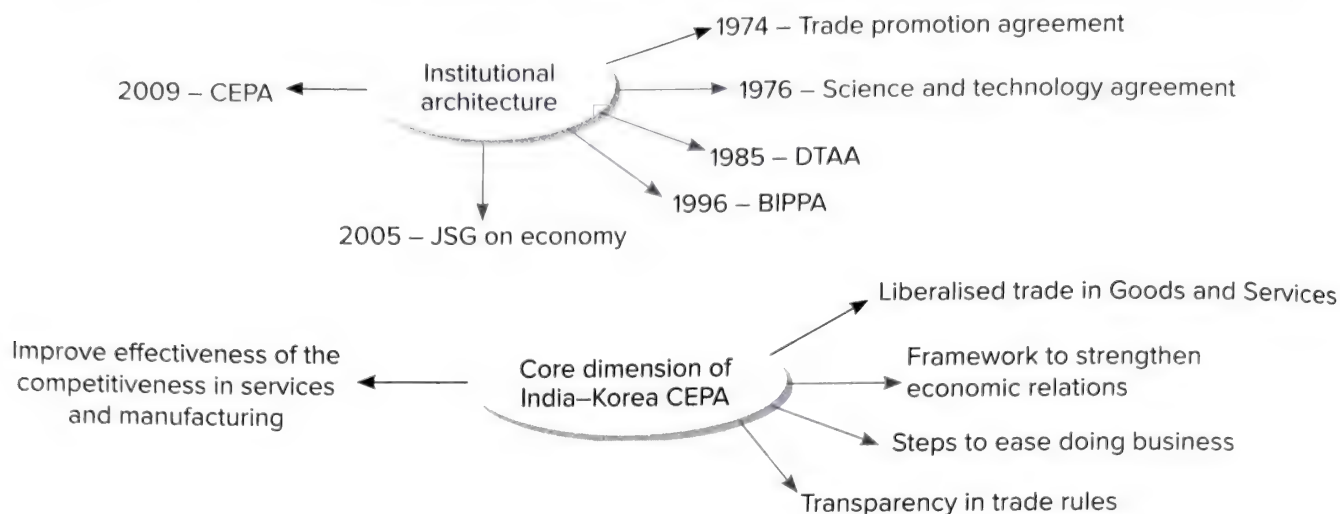 1974 – Trade promotion agreement
Institutional
architecture
2009 – CEPA
1976 – Science and technology agreement
1985 – DTAA
1996 – BIPPA
2005 – JSG on economy
Liberalised trade in Goods and Services
Improve effectiveness of the
competitiveness in services
and manufacturing
Core dimension of
India–Korea CEPA
Framework to strengthen
economic relations
Steps to ease doing business
Transparency in trade rules